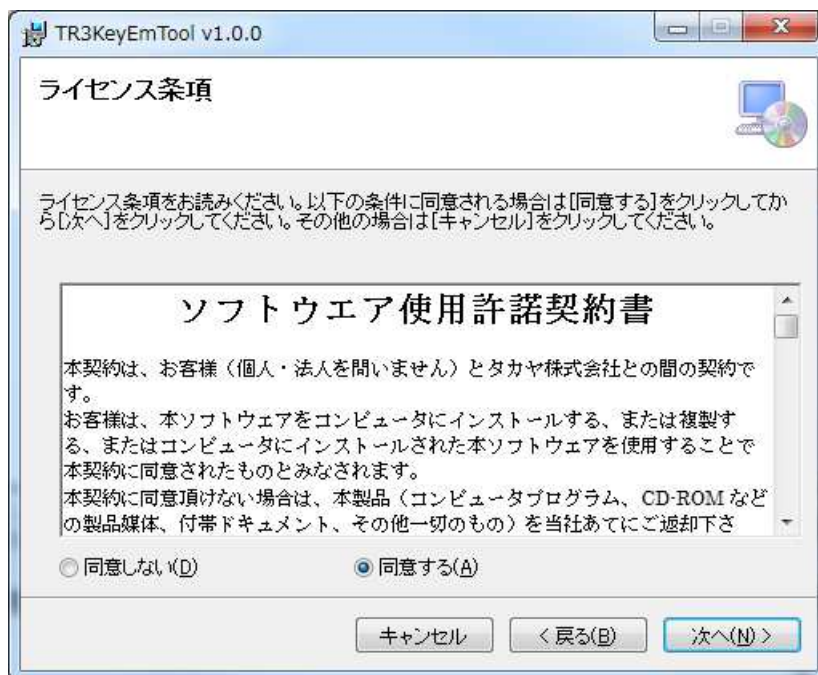 TR3KeyEmTool v1.0.0
ライセンス条項
ライセンス条項をお読みください。以下の条件に同意される場合は[同意する]をクリックしてか
ら[次へ]をクリックしてください。その他の場合は[キャンセル]をクリックしてください。
ソフトウエア使用許諾契約書
本契約は、お客様（個人・法人を問いません）とタカヤ株式会社との間の契約で
す。
お客様は、本ソフトウェアをコンピュータにインストールする、または複製す
る、またはコンピュータにインストールされた本ソフトウェアを使用することで
本契約に同意されたものとみなされます。
本契約に同意頂けない場合は、本製品（コンピュータプログラム、CD-ROM など
の製品媒体、付帯ドキュメント、その他一切のもの）を当社あてにご返却下さ
同意しない(D) 同意する(A)
キャンセル < 戻る(B) 次へ(N) >